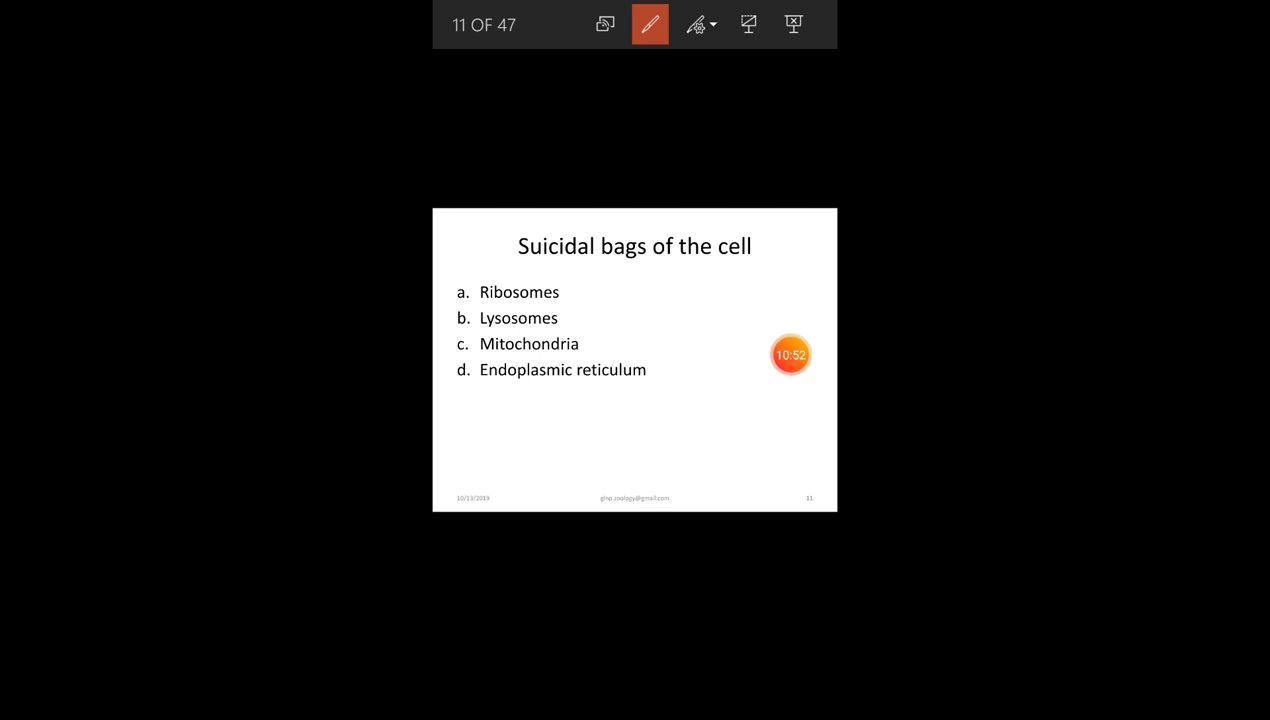 11 OF 47
Suicidal bags of the cell
a. Ribosomes
b. Lysosomes
c. Mitochondria
10:52
d. Endoplasmic reticulum
10/13/2019 glnp.zoology@gmail.com 11